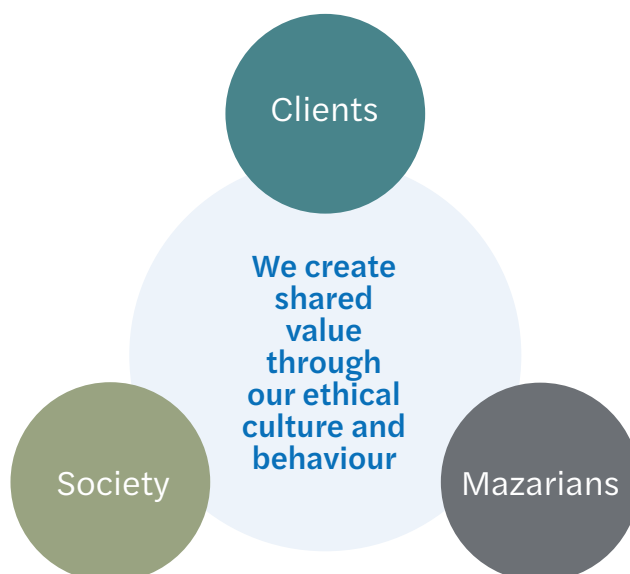 Clients
We create
shared
value
through
our ethical
culture and
behaviour
Society
Mazarians